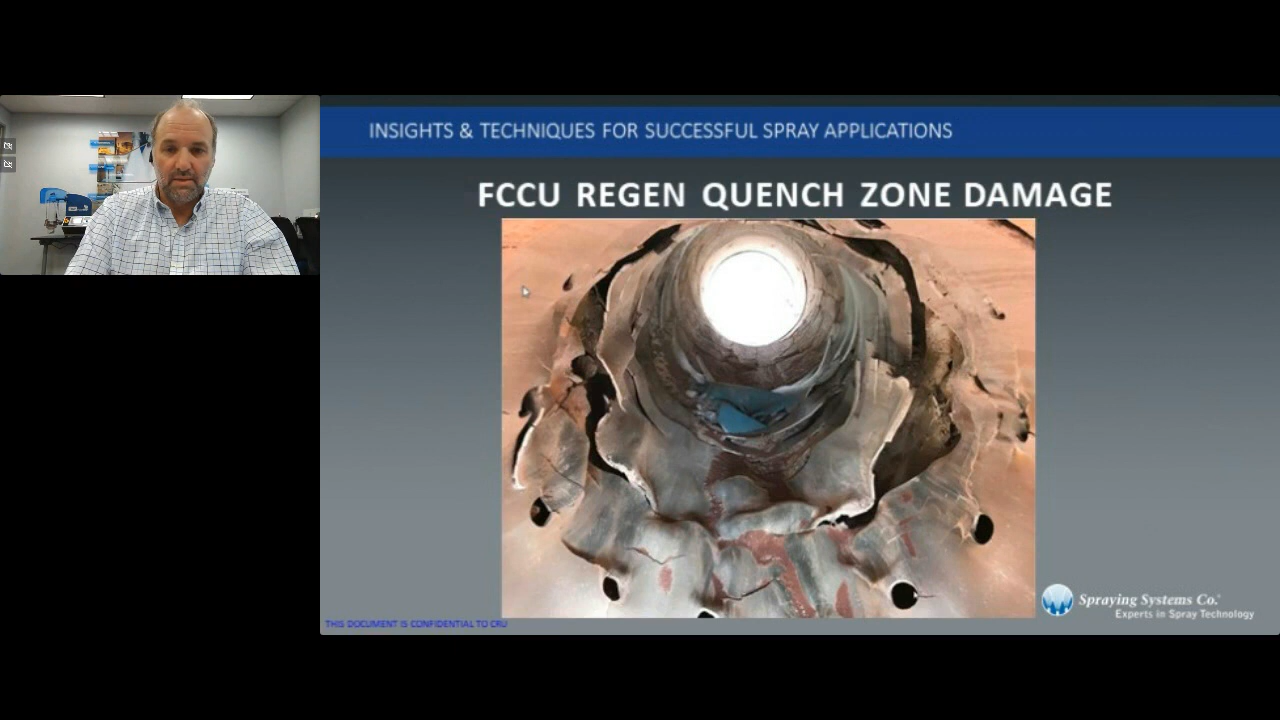 INSIGHTS & TECHNIQUES FOR SUCCESSFUL SPRAY APPLICATIONS
FCCU REGEN QUENCH ZONE DAMAGE
Spraying Systems Co.
Experts in Spray Technology
THIS DOCUMENT IS CONFIDENTIAL TO CRU